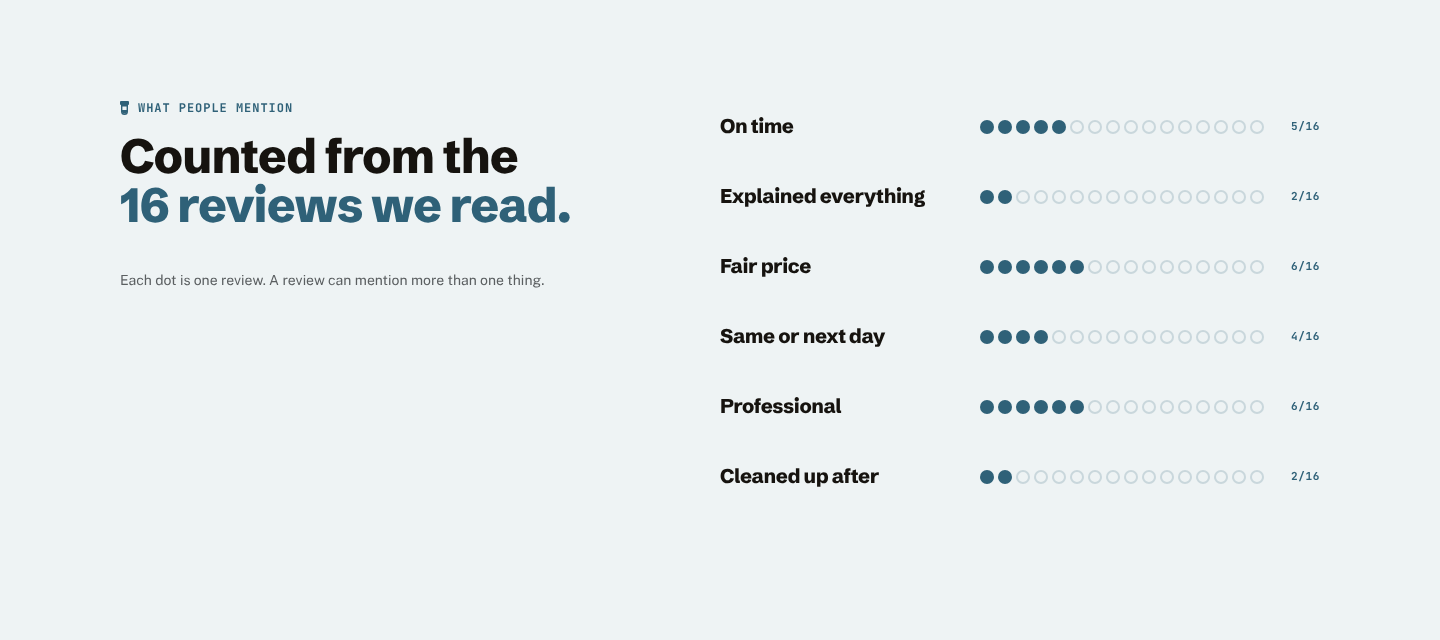 WHAT PEOPLE MENTION
Counted from the
16 reviews we read.
Each dot is one review. A review can mention more than one thing.
On time 5/16
Explained everything 2/16
Fair price 6/16
Same or next day 4/16
Professional 6/16
Cleaned up after 2/16